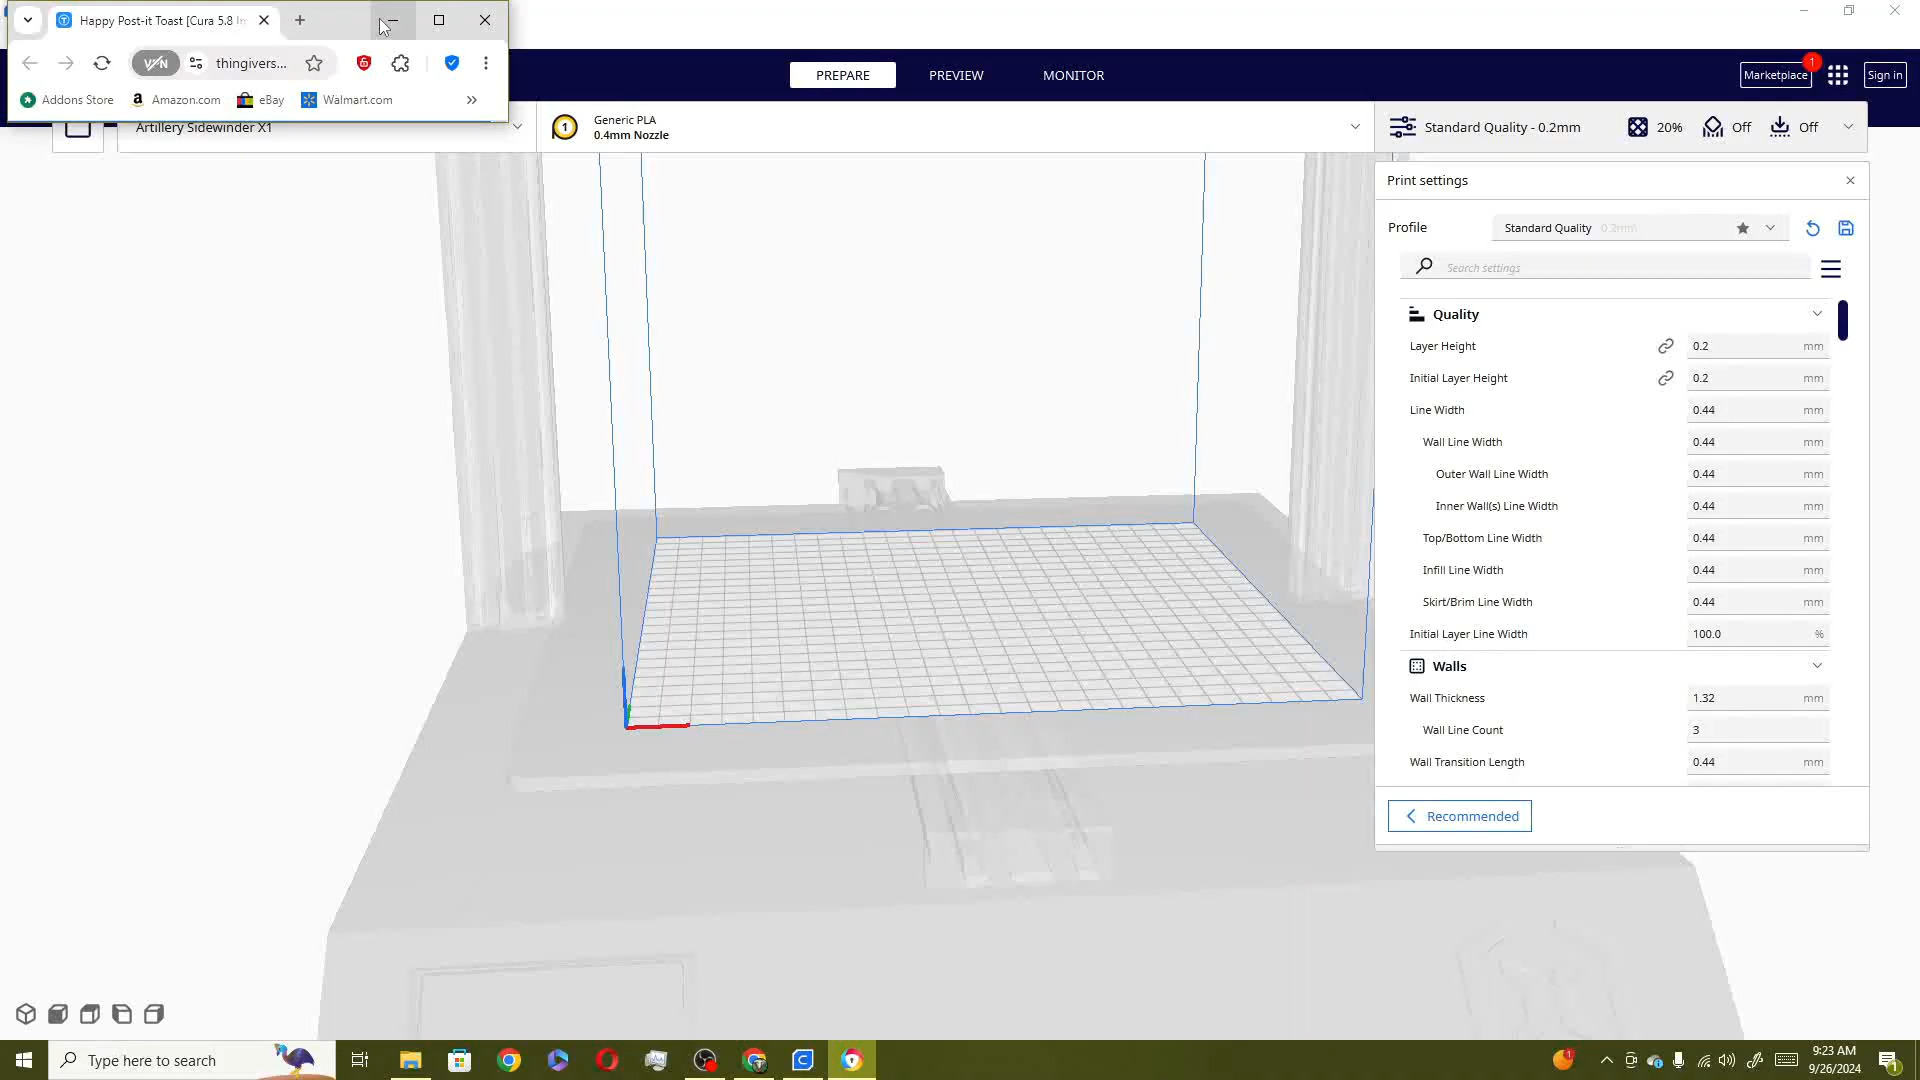 Happy Post-it Toast [Cura 5.8
VPN
thingivers...
Addons Store
Amazon.com
eBay
Walmart.com
PREPARE
PREVIEW
MONITOR
Marketplace
1
Sign in
Artillery Sidewinder X1
1
Generic PLA
0.4mm Nozzle
Standard Quality - 0.2mm
20%
Off
Off
Print settings
Profile
Standard Quality 0.2mm
Search settings
Quality
Layer Height 0.2 mm
Initial Layer Height 0.2 mm
Line Width 0.44 mm
Wall Line Width 0.44 mm
Outer Wall Line Width 0.44 mm
Inner Wall(s) Line Width 0.44 mm
Top/Bottom Line Width 0.44 mm
Infill Line Width 0.44 mm
Skirt/Brim Line Width 0.44 mm
Initial Layer Line Width 100.0 %
Walls
Wall Thickness 1.32 mm
Wall Line Count 3
Wall Transition Length 0.44 mm
Recommended
Type here to search
9:23 AM
9/26/2024